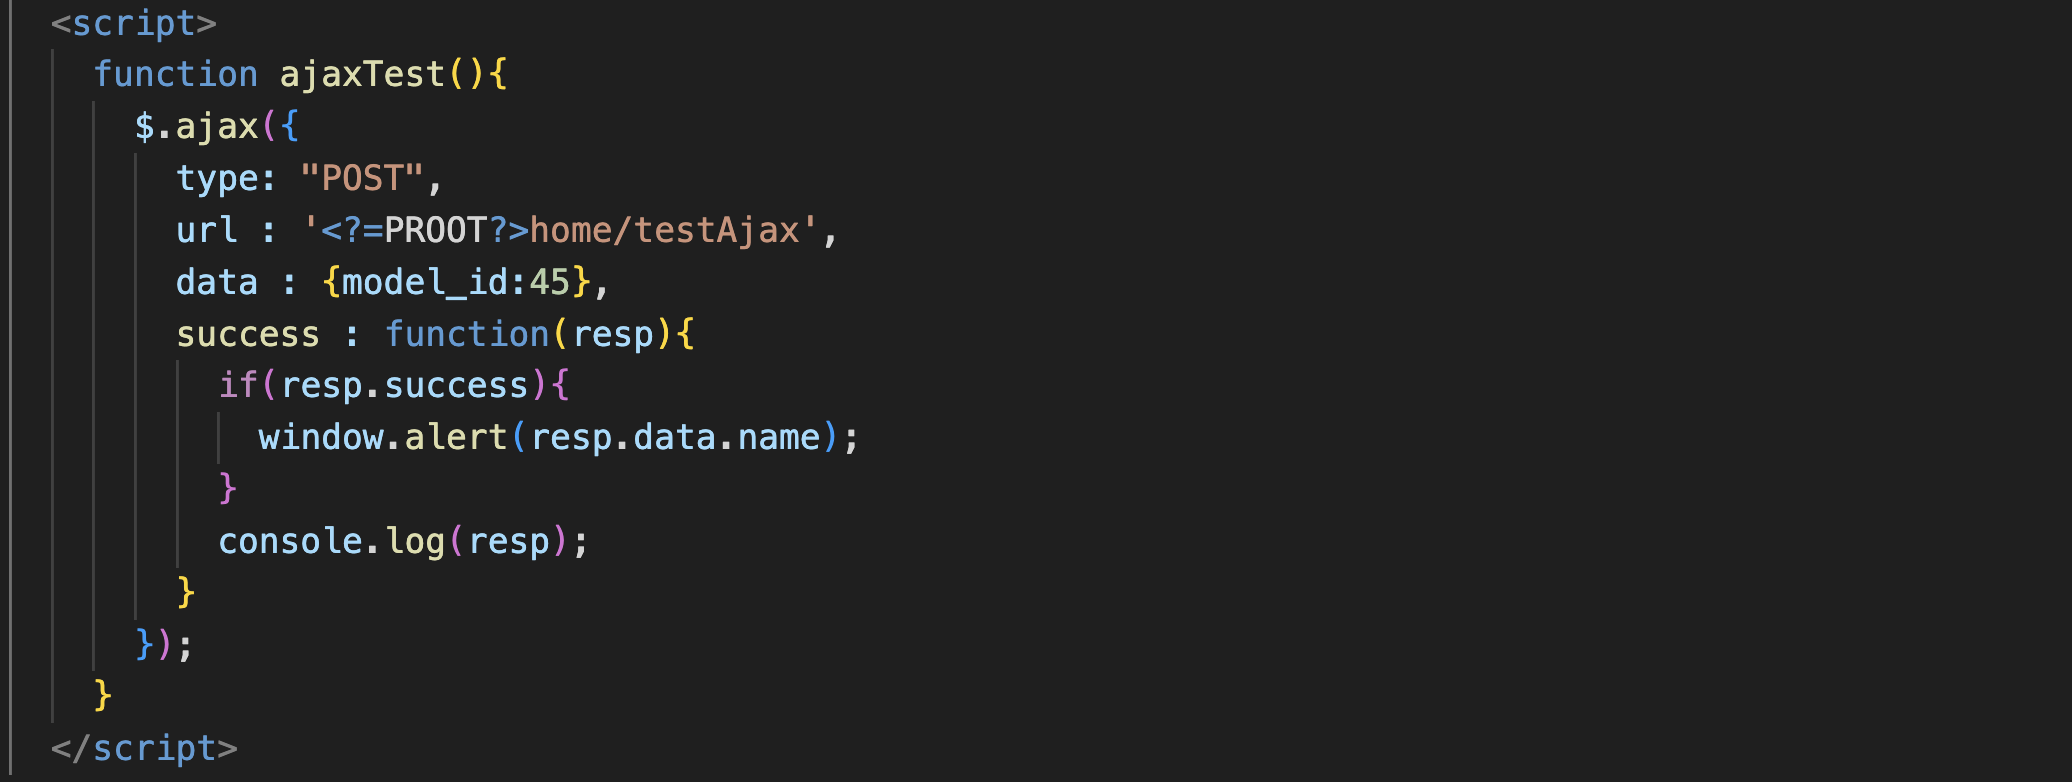 <script>
function ajaxTest(){
$.ajax({
type: "POST",
url : '<?=PROOT?>home/testAjax',
data : {model_id:45},
success : function(resp){
if(resp.success){
window.alert(resp.data.name);
}
console.log(resp);
}
});
}
</script>